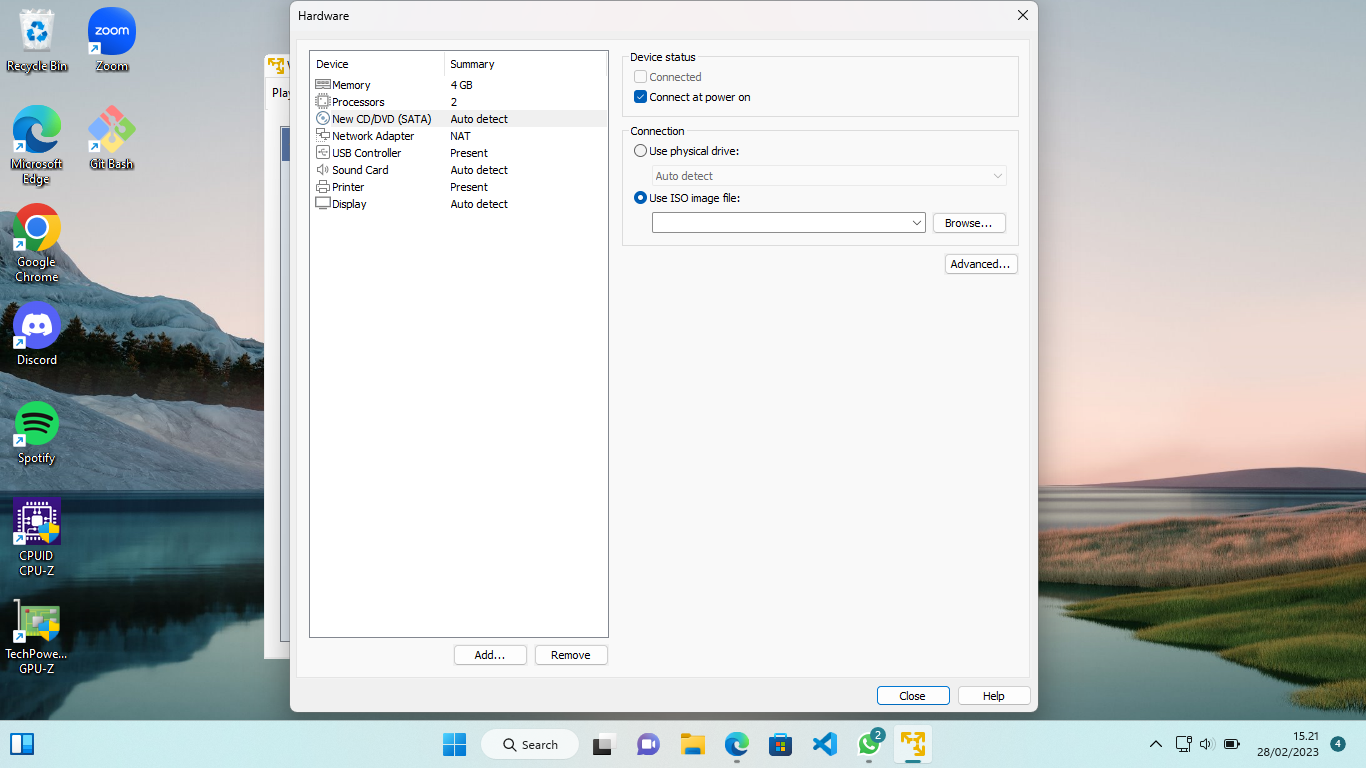 Recycle Bin
zoom
Zoom
Microsoft
Edge
Git Bash
Google
Chrome
Discord
Spotify
CPUID
CPU-Z
TechPowe...
GPU-Z
Play
Hardware
Device Summary
Memory 4 GB
Processors 2
New CD/DVD (SATA) Auto detect
Network Adapter NAT
USB Controller Present
Sound Card Auto detect
Printer Present
Display Auto detect
Add...
Remove
Device status
Connected
Connect at power on
Connection
Use physical drive:
Auto detect
Use ISO image file:
Browse...
Advanced...
Close
Help
Search
2
15.21
28/02/2023
4